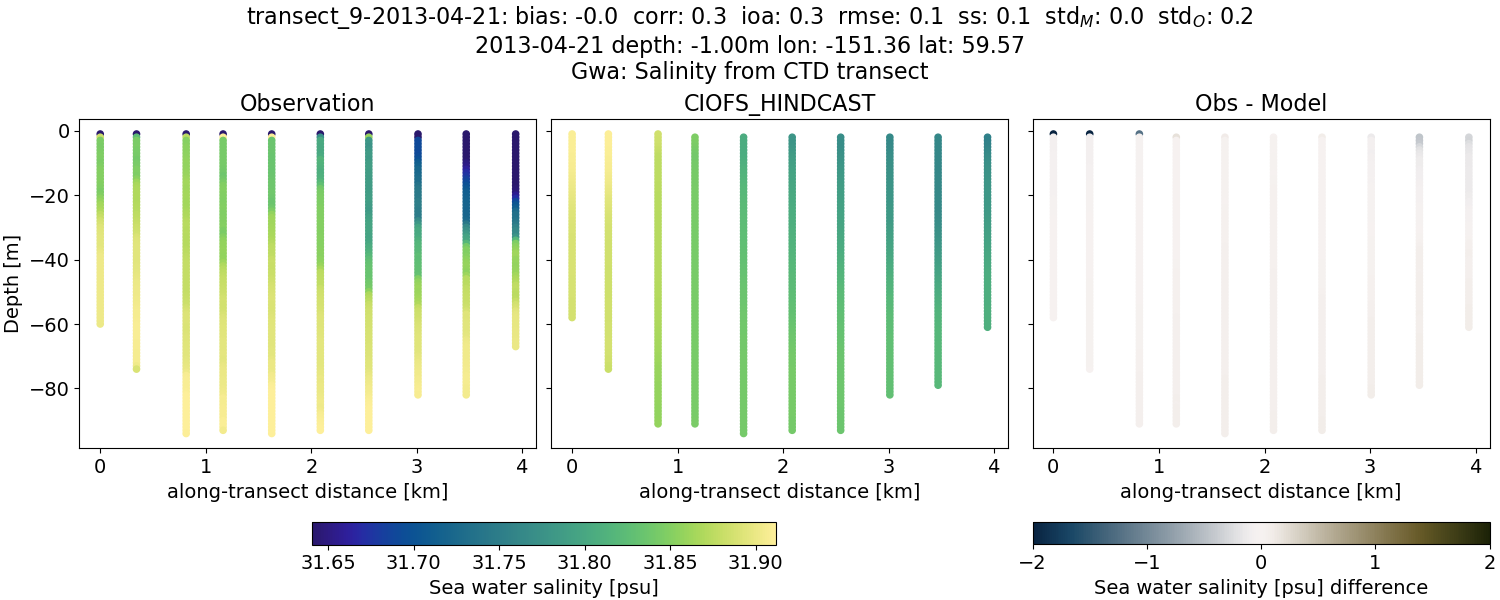 transect_9-2013-04-21: bias: -0.0  corr: 0.3  ioa: 0.3  rmse: 0.1  ss: 0.1  std_M: 0.0  std_O: 0.2
2013-04-21 depth: -1.00m lon: -151.36 lat: 59.57
Gwa: Salinity from CTD transect
Observation
CIOFS_HINDCAST
Obs - Model
Depth [m]
0
−20
−40
−60
−80
0 1 2 3 4
0 1 2 3 4
0 1 2 3 4
along-transect distance [km]
along-transect distance [km]
along-transect distance [km]
31.65 31.70 31.75 31.80 31.85 31.90
Sea water salinity [psu]
−2 −1 0 1 2
Sea water salinity [psu] difference